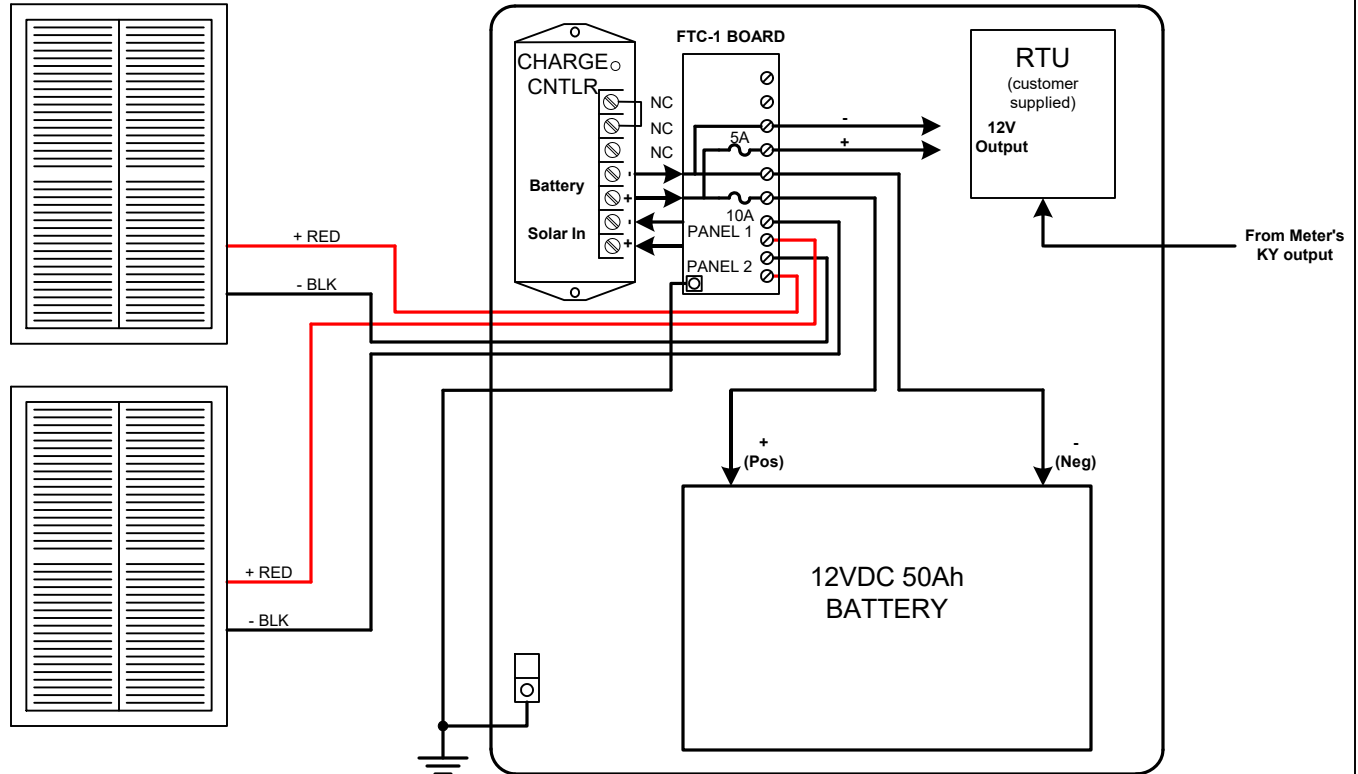 FTC-1 BOARD
CHARGE
CNTLR
NC
NC
NC
Battery
-
+
Solar In
-
+
5A
10A
PANEL 1
PANEL 2
-
+
RTU
(customer
supplied)
12V
Output
From Meter's
KY output
+ RED
- BLK
+ RED
- BLK
+
(Pos)
-
(Neg)
12VDC 50Ah
BATTERY